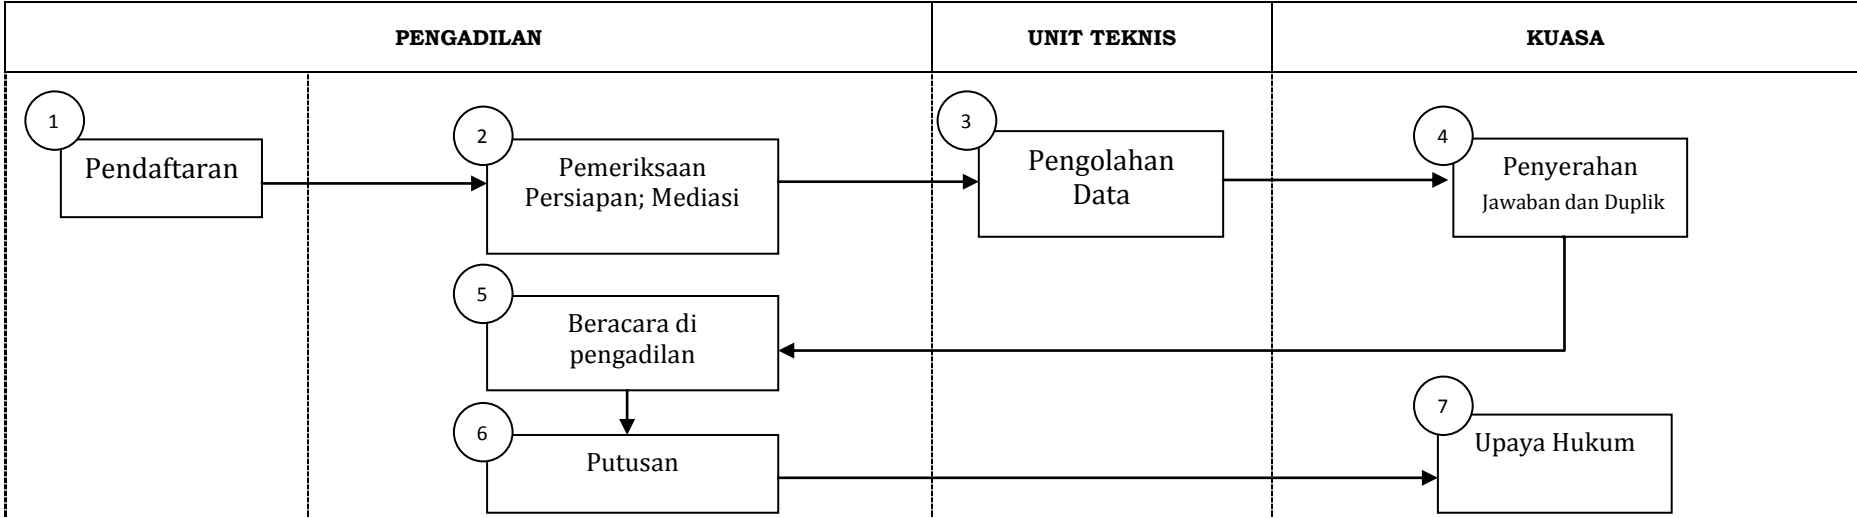 PENGADILAN
UNIT TEKNIS
KUASA
1
Pendaftaran
2
Pemeriksaan
Persiapan; Mediasi
3
Pengolahan
Data
4
Penyerahan
Jawaban dan Duplik
5
Beracara di
pengadilan
6
Putusan
7
Upaya Hukum